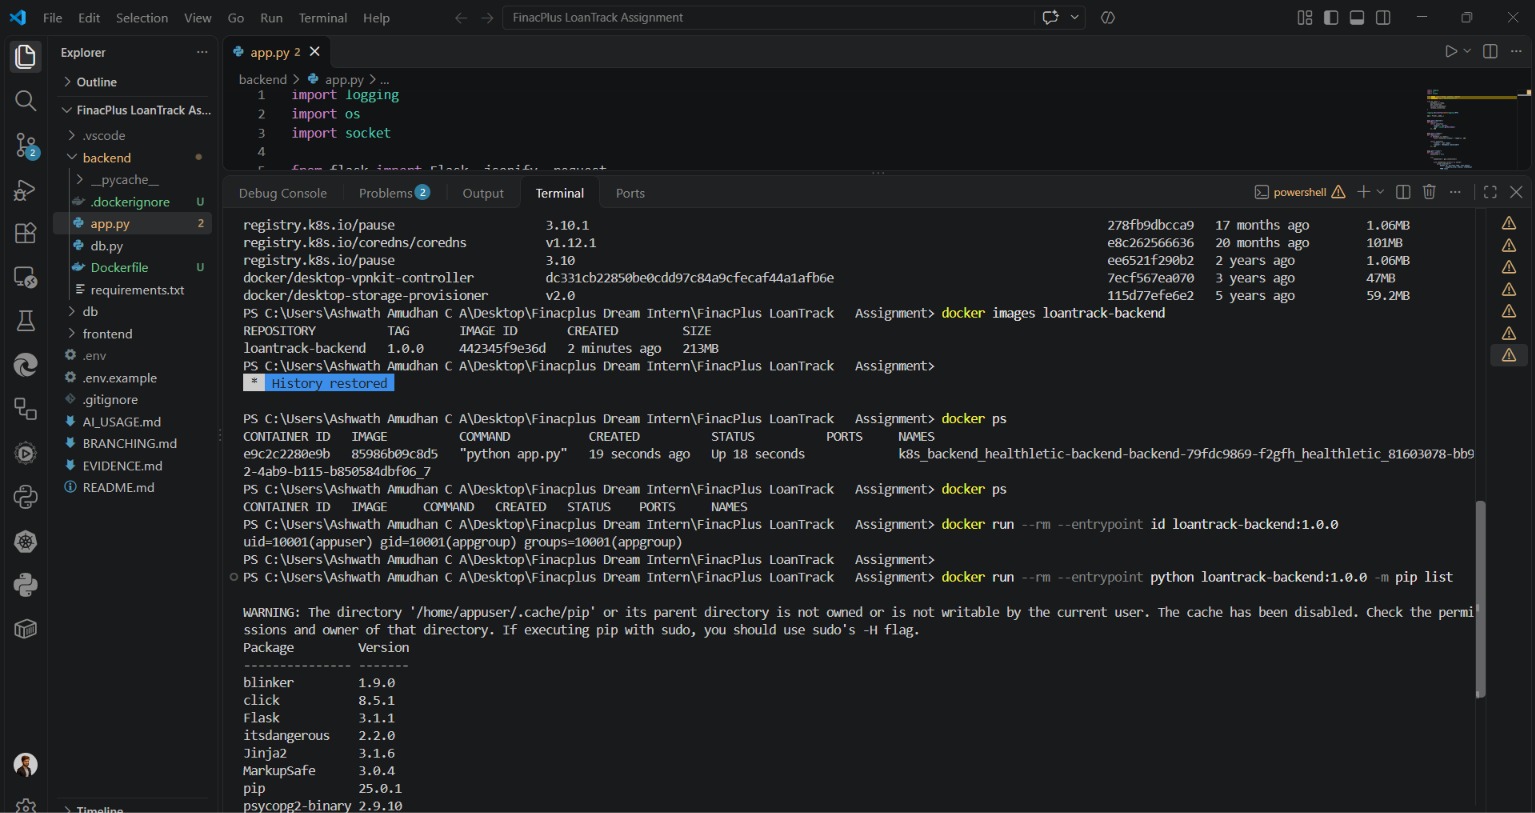 File Edit Selection View Go Run Terminal Help
FinacPlus LoanTrack Assignment
Explorer
Outline
FinacPlus LoanTrack As...
.vscode
backend
__pycache__
.dockerignore U
app.py 2
db.py
Dockerfile U
requirements.txt
db
frontend
.env
.env.example
.gitignore
AI_USAGE.md
BRANCHING.md
EVIDENCE.md
README.md
Timeline
2
app.py 2
backend > app.py > ...
1 import logging
2 import os
3 import socket
4
5 from flask import Flask, jsonify, request
Debug Console Problems 2 Output Terminal Ports
powershell
registry.k8s.io/pause 3.10.1 278fb9dbcca9 17 months ago 1.06MB
registry.k8s.io/coredns/coredns v1.12.1 e8c262566636 20 months ago 101MB
registry.k8s.io/pause 3.10 ee6521f290b2 2 years ago 1.06MB
docker/desktop-vpnkit-controller dc331cb22850be0cdd97c84a9cfecaf44a1afb6e 7ecf567ea070 3 years ago 47MB
docker/desktop-storage-provisioner v2.0 115d77efe6e2 5 years ago 59.2MB
PS C:\Users\Ashwath Amudhan C A\Desktop\Finacplus Dream Intern\FinacPlus LoanTrack Assignment> docker images loantrack-backend
REPOSITORY TAG IMAGE ID CREATED SIZE
loantrack-backend 1.0.0 442345f9e36d 2 minutes ago 213MB
PS C:\Users\Ashwath Amudhan C A\Desktop\Finacplus Dream Intern\FinacPlus LoanTrack Assignment>
* History restored
PS C:\Users\Ashwath Amudhan C A\Desktop\Finacplus Dream Intern\FinacPlus LoanTrack Assignment> docker ps
CONTAINER ID IMAGE COMMAND CREATED STATUS PORTS NAMES
e9c2c2280e9b 85986b09c8d5 "python app.py" 19 seconds ago Up 18 seconds k8s_backend_healthletic-backend-backend-79fdc9869-f2gfh_healthletic_81603078-bb9
2-4ab9-b115-b850584dbf06_7
PS C:\Users\Ashwath Amudhan C A\Desktop\Finacplus Dream Intern\FinacPlus LoanTrack Assignment> docker ps
CONTAINER ID IMAGE COMMAND CREATED STATUS PORTS NAMES
PS C:\Users\Ashwath Amudhan C A\Desktop\Finacplus Dream Intern\FinacPlus LoanTrack Assignment> docker run --rm --entrypoint id loantrack-backend:1.0.0
uid=10001(appuser) gid=10001(appgroup) groups=10001(appgroup)
PS C:\Users\Ashwath Amudhan C A\Desktop\Finacplus Dream Intern\FinacPlus LoanTrack Assignment>
PS C:\Users\Ashwath Amudhan C A\Desktop\Finacplus Dream Intern\FinacPlus LoanTrack Assignment> docker run --rm --entrypoint python loantrack-backend:1.0.0 -m pip list
WARNING: The directory '/home/appuser/.cache/pip' or its parent directory is not owned or is not writable by the current user. The cache has been disabled. Check the permi
ssions and owner of that directory. If executing pip with sudo, you should use sudo's -H flag.
Package Version
--------------- -------
blinker 1.9.0
click 8.5.1
Flask 3.1.1
itsdangerous 2.2.0
Jinja2 3.1.6
MarkupSafe 3.0.4
pip 25.0.1
psycopg2-binary 2.9.10